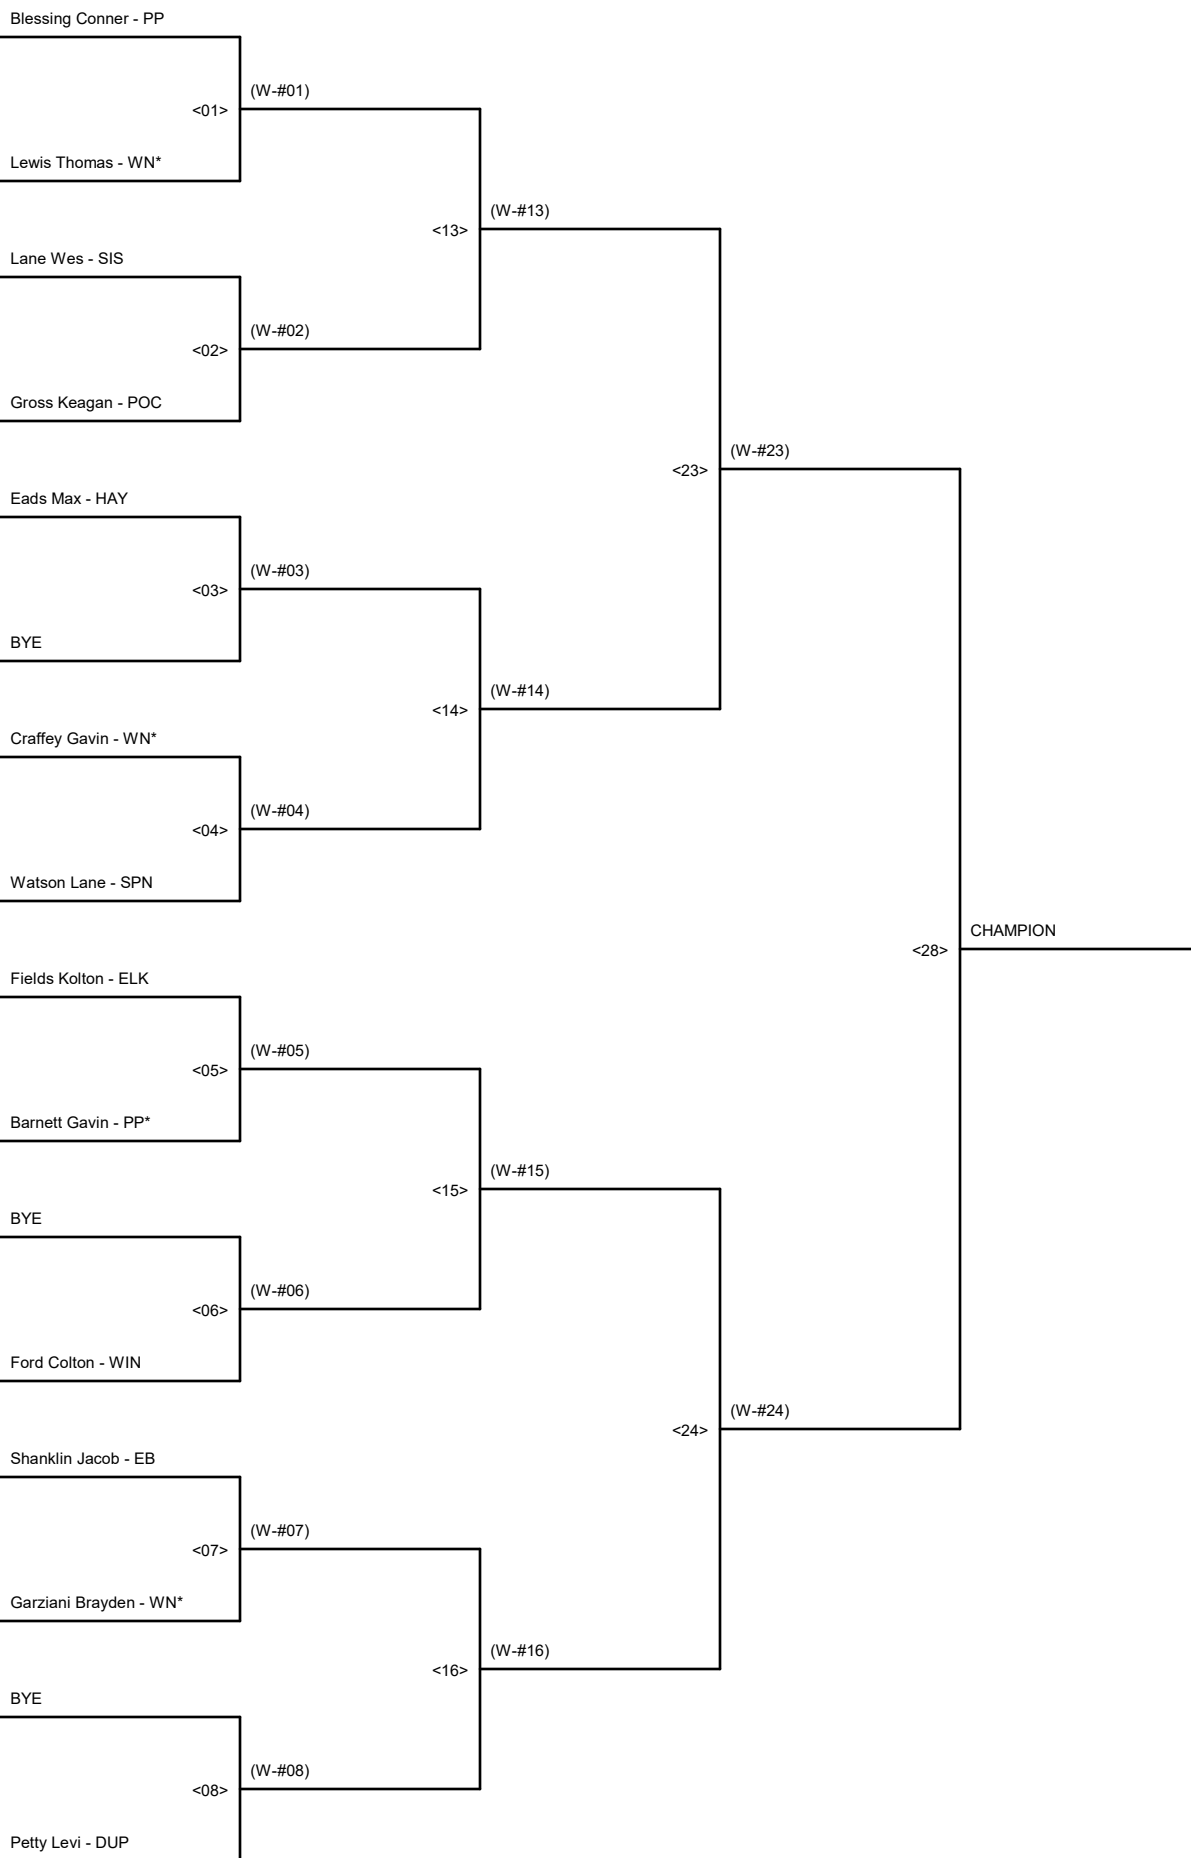 Blessing Conner - PP
(W-#01)
<01>
Lewis Thomas - WN*
(W-#13)
<13>
Lane Wes - SIS
(W-#02)
<02>
Gross Keagan - POC
(W-#23)
<23>
Eads Max - HAY
(W-#03)
<03>
BYE
(W-#14)
<14>
Craffey Gavin - WN*
(W-#04)
<04>
Watson Lane - SPN
CHAMPION
<28>
Fields Kolton - ELK
(W-#05)
<05>
Barnett Gavin - PP*
(W-#15)
<15>
BYE
(W-#06)
<06>
Ford Colton - WIN
(W-#24)
<24>
Shanklin Jacob - EB
(W-#07)
<07>
Garziani Brayden - WN*
(W-#16)
<16>
BYE
(W-#08)
<08>
Petty Levi - DUP